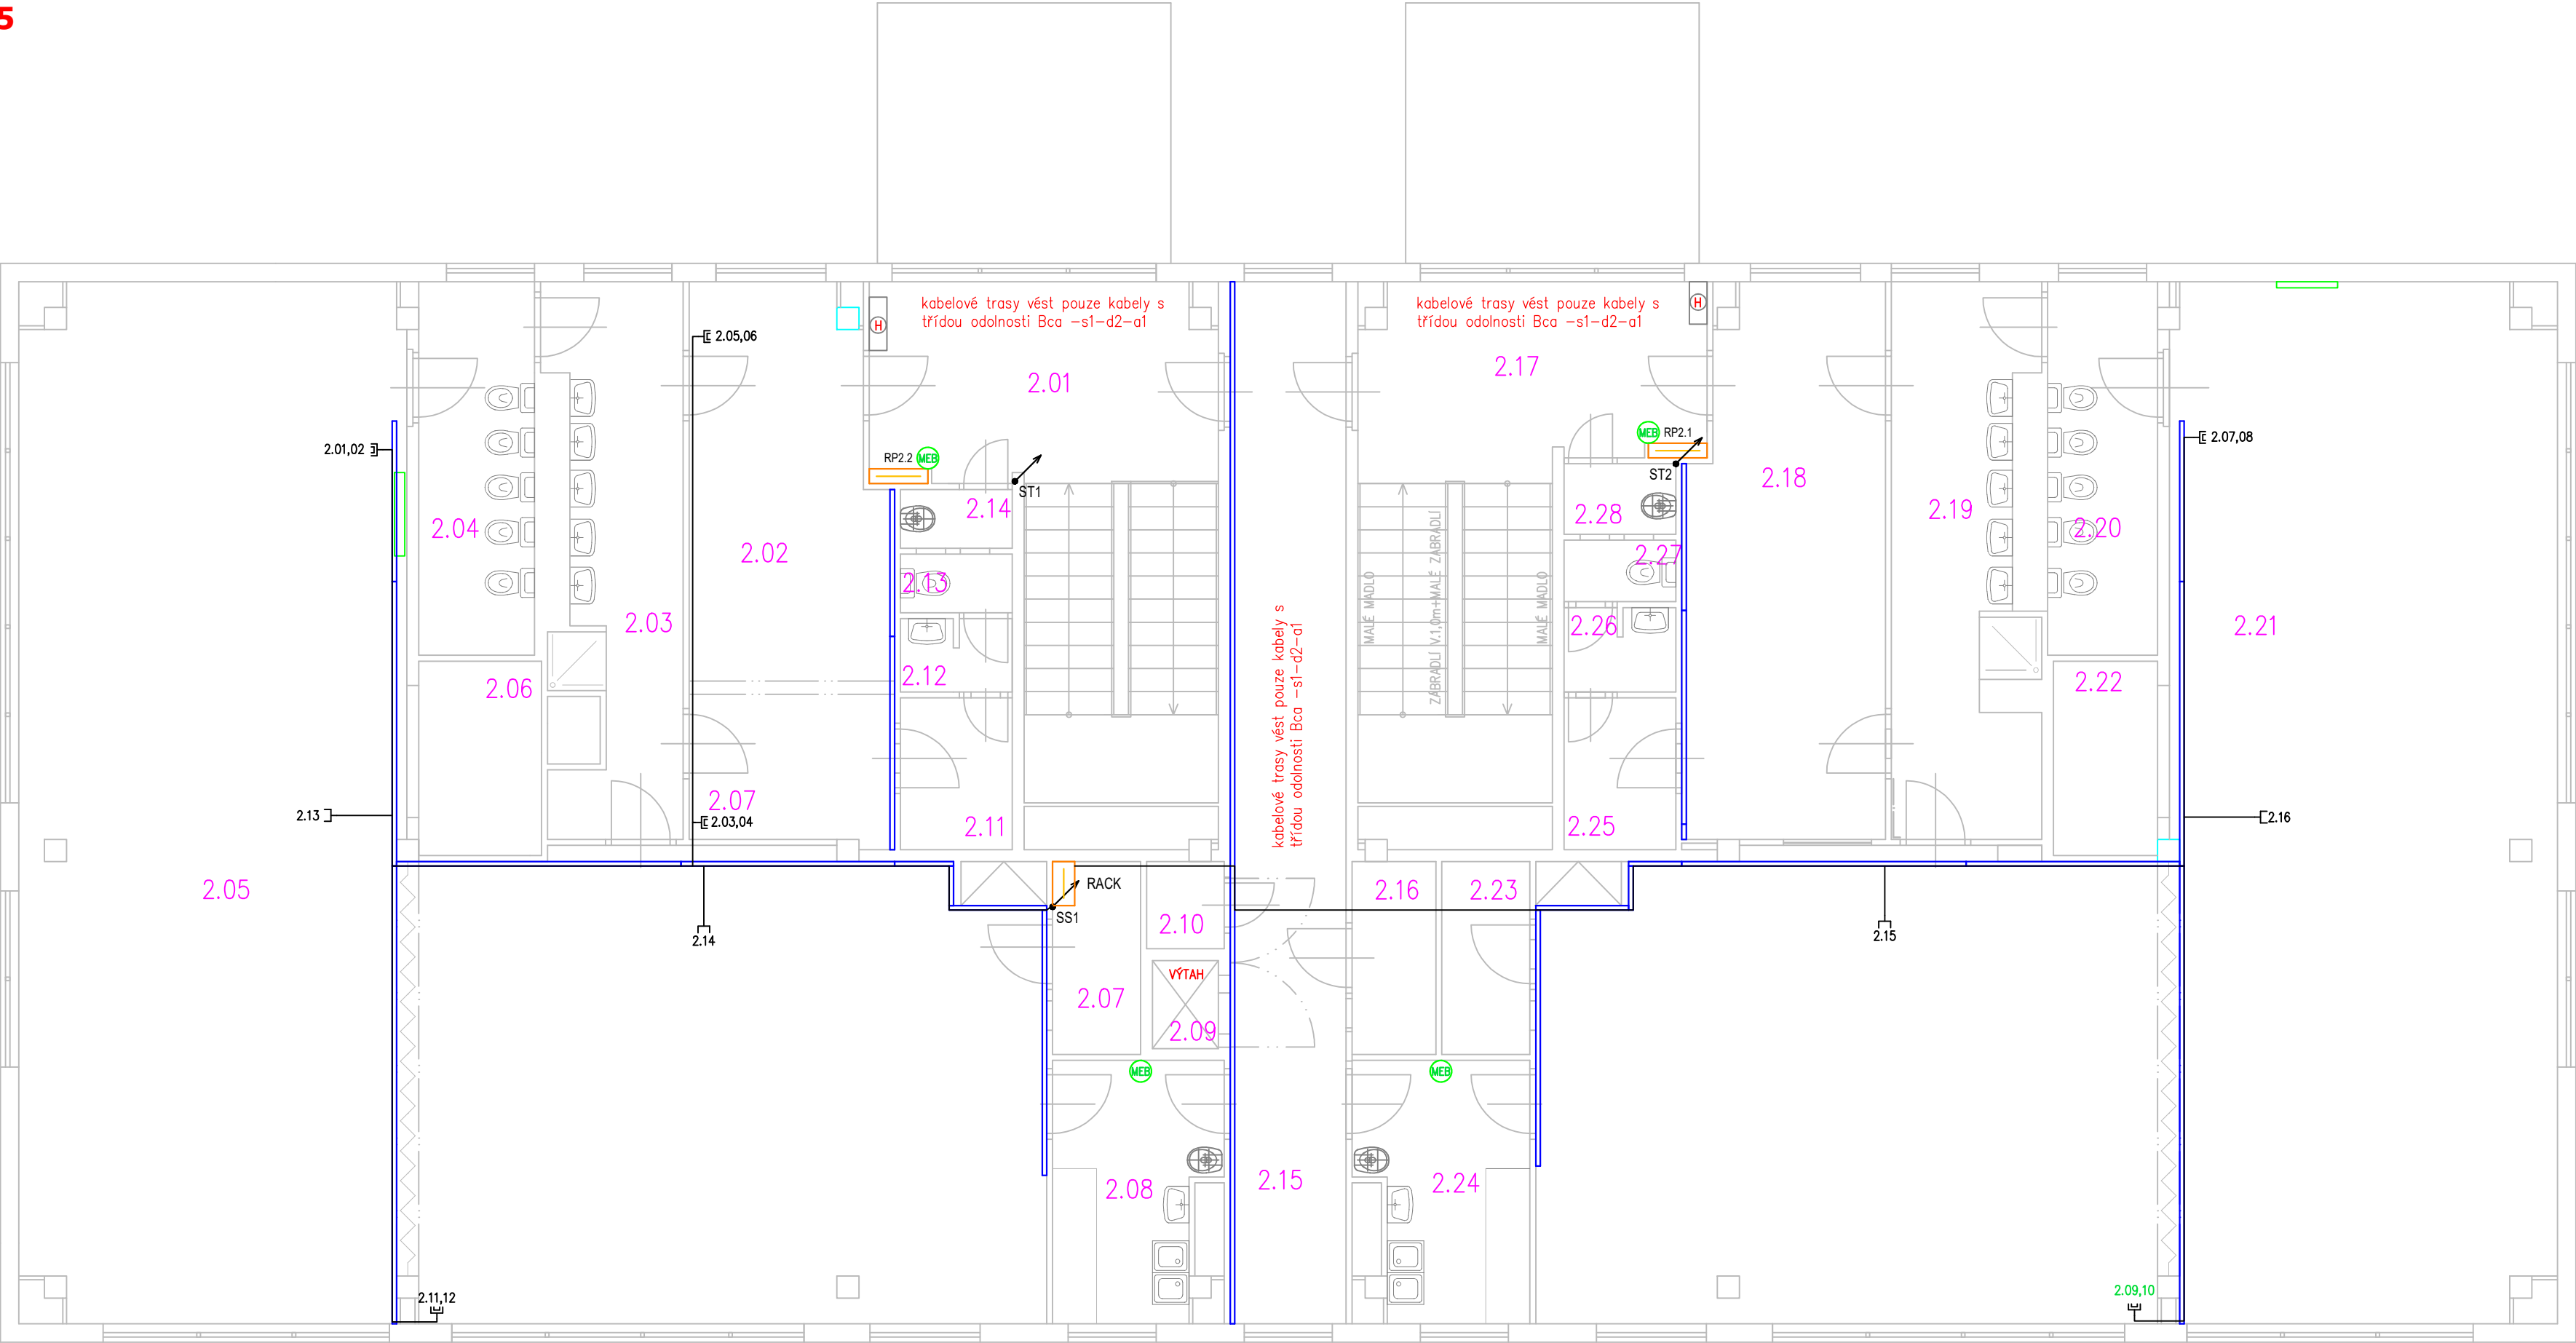 5
kabelové trasy vést pouze kabely s
třídou odolnosti Bca -s1-d2-a1
kabelové trasy vést pouze kabely s
třídou odolnosti Bca -s1-d2-a1
H
H
2.05,06
2.01
2.17
2.01,02
RP2.2
MEB
MEB
RP2.1
2.07,08
ST1
ST2
2.14
2.28
2.18
2.19
2.20
2.04
2.02
2.13
2.27
2.03
2.12
2.26
2.21
MALÉ MADLO
ZÁBRADLÍ V.1,0m+MALÉ ZÁBRADLÍ
MALÉ MADLO
kabelové trasy vést pouze kabely s
třídou odolnosti Bca -s1-d2-a1
2.06
2.22
2.13
2.07
2.03,04
2.11
2.25
2.16
2.05
RACK
SS1
2.16
2.23
2.10
2.14
2.15
VÝTAH
2.07
2.09
MEB
MEB
2.08
2.15
2.24
2.11,12
2.09,10